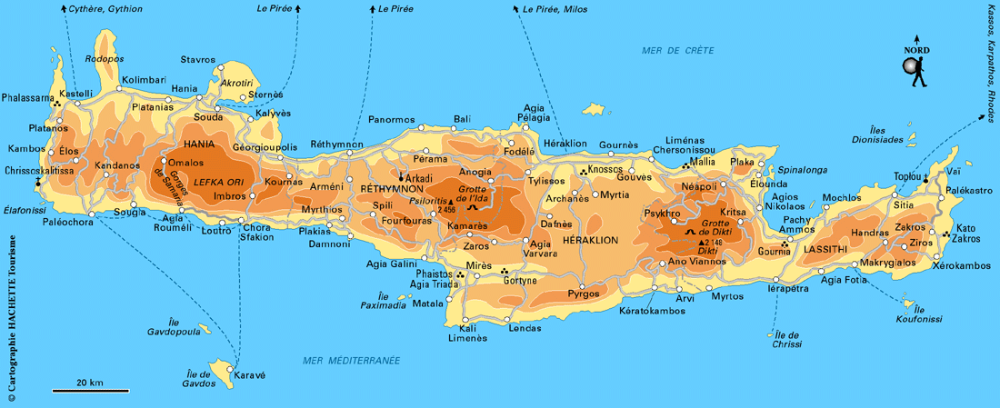 Cythère, Gythion
Le Pirée
Le Pirée
Le Pirée, Milos
Kassos, Karpathos, Rhodes
MER DE CRÈTE
NORD
Rodopos
Stavros
Kolimbari
Hania
Akrotiri
Sternès
Phalassarna
Kastelli
Platanias
Souda
Kalyvès
Platanos
Kambos
Élos
Kandanos
HANIA
Géorgioupolis
Réthymnon
Panormos
Bali
Agia
Pélagia
Fodélé
Héraklion
Gournès
Liménas
Chersonissou
Mallia
Plaka
Spinalonga
Îles
Dionisiades
Chrissoskalitissa
Omalos
Gorges
de Samaria
LEFKA ORI
Imbros
Kournas
Arméni
Pérama
Arkadi
RÉTHYMNON
Anogia
Grotte
de l'Ida
Psiloritis
2 456
Tylissos
Knossos
Gouvès
Archanès
Myrtia
Néapoli
Élounda
Agios
Nikolaos
Mochlos
Toplou
Sitia
Vaï
Palékastro
Élafonissi
Paléochora
Sougia
Agia
Rouméli
Loutro
Chora
Sfakion
Myrthios
Plakias
Damnoni
Spili
Fourfouras
Kamarès
Zaros
Dafnès
HÉRAKLION
Agia
Varvara
Psykhro
Grotte
de Dikti
2 148
Dikti
Kritsa
Pachy
Ammos
Gournia
LASSITHI
Handras
Zakros
Ziros
Kato
Zakros
Xérokambos
Agia Galini
Phaistos
Agia Triada
Mirès
Gortyne
Ano Viannos
Makrygialos
Agia Fotia
Iérapétra
Île
Paximadia
Matala
Kali
Limenès
Lendas
Pyrgos
Kératokambos
Arvi
Myrtos
Île de
Chrissi
Île
Koufonissi
Île
Gavdopoula
Île de
Gavdos
Karavé
MER MÉDITERRANÉE
20 km
© Cartographie HACHETTE Tourisme